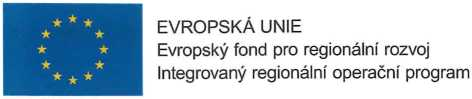 EVROPSKÁ UNIE
Evropský fond pro regionální rozvoj
Integrovaný regionální operační program